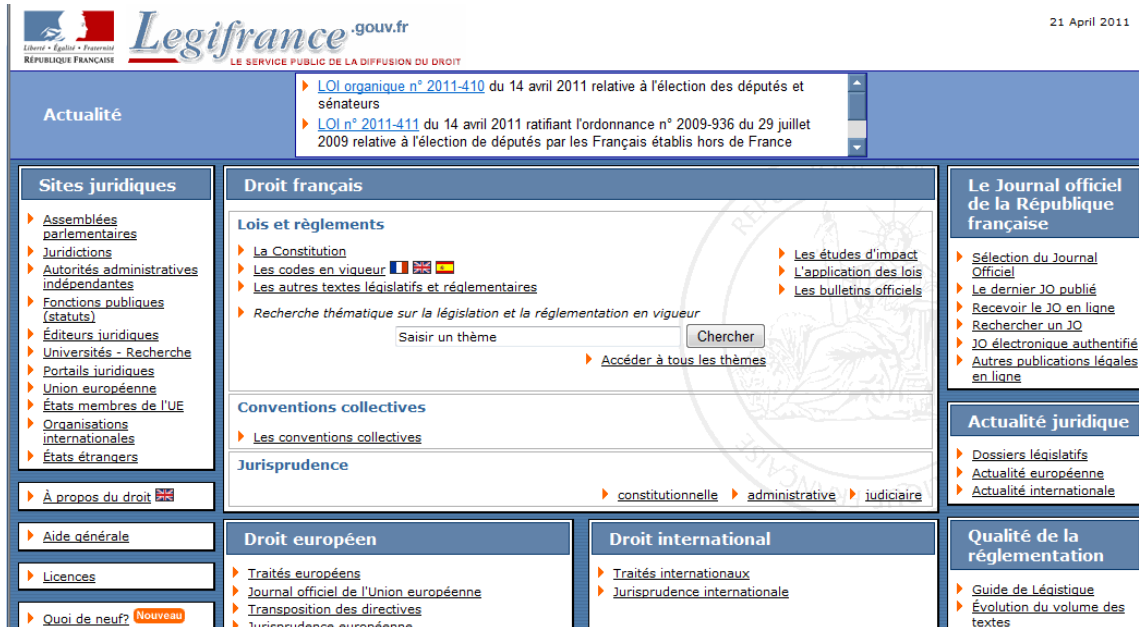 Liberté • Égalité • Fraternité
RÉPUBLIQUE FRANÇAISE
Legifrance .gouv.fr
LE SERVICE PUBLIC DE LA DIFFUSION DU DROIT
21 April 2011
Actualité
LOI organique n° 2011-410 du 14 avril 2011 relative à l'élection des députés et
sénateurs
LOI n° 2011-411 du 14 avril 2011 ratifiant l'ordonnance n° 2009-936 du 29 juillet
2009 relative à l'élection de députés par les Français établis hors de France
Sites juridiques
Assemblées
parlementaires
Juridictions
Autorités administratives
indépendantes
Fonctions publiques
(statuts)
Éditeurs juridiques
Universités - Recherche
Portails juridiques
Union européenne
États membres de l'UE
Organisations
internationales
États étrangers
À propos du droit
Aide générale
Licences
Quoi de neuf? Nouveau
Droit français
Lois et règlements
La Constitution
Les codes en vigueur
Les autres textes législatifs et réglementaires
Les études d'impact
L'application des lois
Les bulletins officiels
Recherche thématique sur la législation et la réglementation en vigueur
Saisir un thème Chercher
Accéder à tous les thèmes
Conventions collectives
Les conventions collectives
Jurisprudence
constitutionnelle administrative judiciaire
Droit européen
Traités européens
Journal officiel de l'Union européenne
Transposition des directives
Jurisprudence européenne
Droit international
Traités internationaux
Jurisprudence internationale
Le Journal officiel
de la République
française
Sélection du Journal
Officiel
Le dernier JO publié
Recevoir le JO en ligne
Rechercher un JO
JO électronique authentifié
Autres publications légales
en ligne
Actualité juridique
Dossiers législatifs
Actualité européenne
Actualité internationale
Qualité de la
réglementation
Guide de Légistique
Évolution du volume des
textes